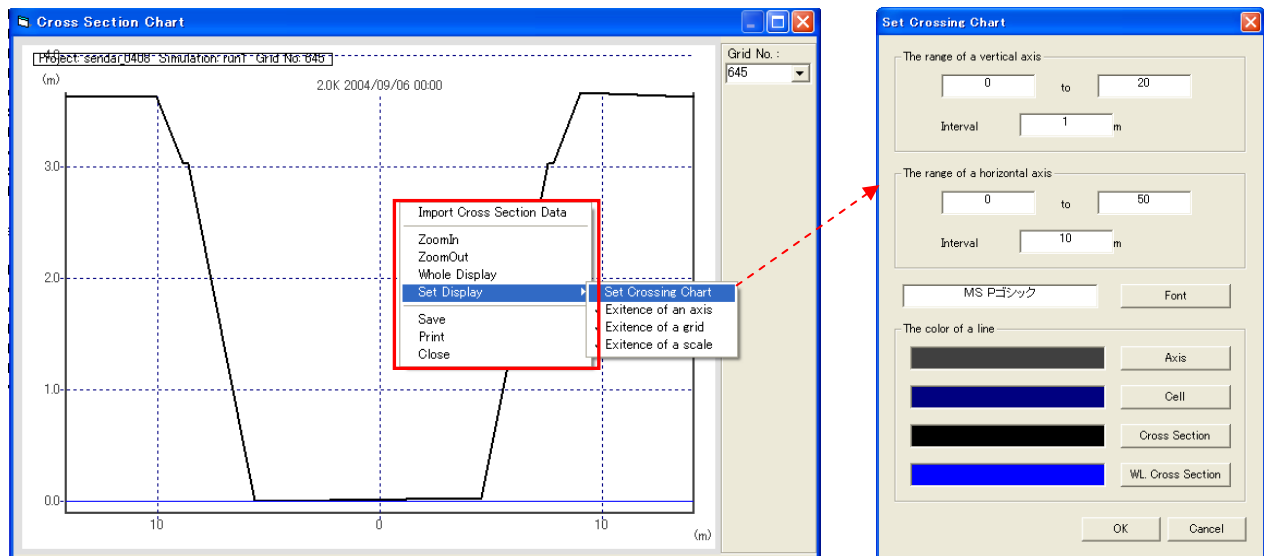 Cross Section Chart
Project: sendai_0408 Simulation: run1 Grid No: 645
4.0
(m)
2.0K 2004/09/06 00:00
3.0
2.0
1.0
0.0
10
0
10
(m)
Grid No. :
645
Import Cross Section Data
ZoomIn
ZoomOut
Whole Display
Set Display
Save
Print
Close
Set Crossing Chart
Exitence of an axis
Exitence of a grid
Exitence of a scale
Set Crossing Chart
The range of a vertical axis
0 to 20
Interval 1 m
The range of a horizontal axis
0 to 50
Interval 10 m
MS Pゴシック Font
The color of a line
Axis
Cell
Cross Section
WL. Cross Section
OK Cancel